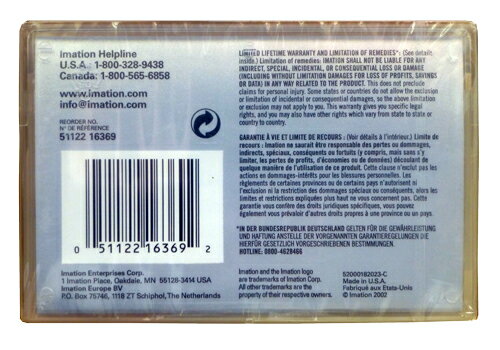 Imation Helpline
U.S.A.: 1-800-328-9438
Canada: 1-800-565-6858
www.imation.com
info@imation.com
REORDER NO.
N° DE RÉFÉRENCE
51122 16369
0 51122 16369 2
Imation Enterprises Corp.
1 Imation Place, Oakdale, MN 55128-3414 USA
Imation Europe BV
P.O. Box 75746, 1118 ZT Schiphol, The Netherlands
LIMITED LIFETIME WARRANTY AND LIMITATION OF REMEDIES*: (See details
inside.) Limitation of remedies: IMATION SHALL NOT BE LIABLE FOR ANY
INDIRECT, SPECIAL, INCIDENTAL, OR CONSEQUENTIAL LOSS OR DAMAGE
(INCLUDING WITHOUT LIMITATION DAMAGES FOR LOSS OF PROFITS, SAVINGS
OR DATA) IN ANY WAY RELATED TO THE PRODUCT. This does not preclude
claims for personal injury. Some states or countries do not allow the exclusion
or limitation of incidental or consequential damages, so the above limitation
or exclusion may not apply to you. This warranty gives you specific legal
rights, and you may also have other rights which vary from state to state or
country to country.
GARANTIE À VIE ET LIMITE DE RECOURS : (Voir détails à l'intérieur.) Limite de
recours : Imation ne saurait être responsable des pertes ou dommages,
indirects, spéciaux, conséquents ou fortuits (y compris, mais sans s'y
limiter, les pertes de profits, d'économies ou de données) découlant de
quelque manière de l'utilisation de ce produit. Cette clause n'exclut pas les
actions en dommages-intérêts pour les blessures personnelles. Les
règlements de certaines provinces ou de certains pays n'autorisent ni
l'exclusion ni la restriction des dommages spéciaux ou conséquents, alors les
limites et restrictions expliquées plus haut ne vous concernent pas. Cette
garantie vous confère des droits juridiques spécifiques, et vous pouvez
également vous prévaloir d'autres droits propres à une province ou un pays.
*IN DER BUNDESREPUBLIK DEUTSCHLAND GELTEN FÜR DIE GEWÄHRLEISTUNG
UND HAFTUNG ANSTELLE DER VORGENANNTEN GARANTIEREGELUNGEN DIE
HIERFÜR GESETZLICH VORGESCHRIEBENEN BESTIMMUNGEN.
HOTLINE: 0800-4628466
Imation and the Imation logo
are trademarks of Imation Corp.
All other trademarks are the
property of their respective owners.
52000182023-C
Made in U.S.A.
Fabriqué aux États-Unis
© Imation 2002